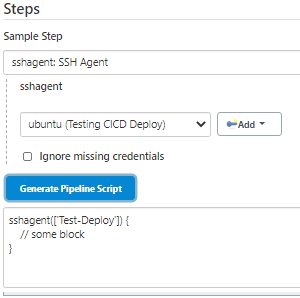 Steps
Sample Step
sshagent: SSH Agent
sshagent
ubuntu (Testing CICD Deploy)
Add
Ignore missing credentials
Generate Pipeline Script
sshagent(['Test-Deploy']) {
    // some block
}